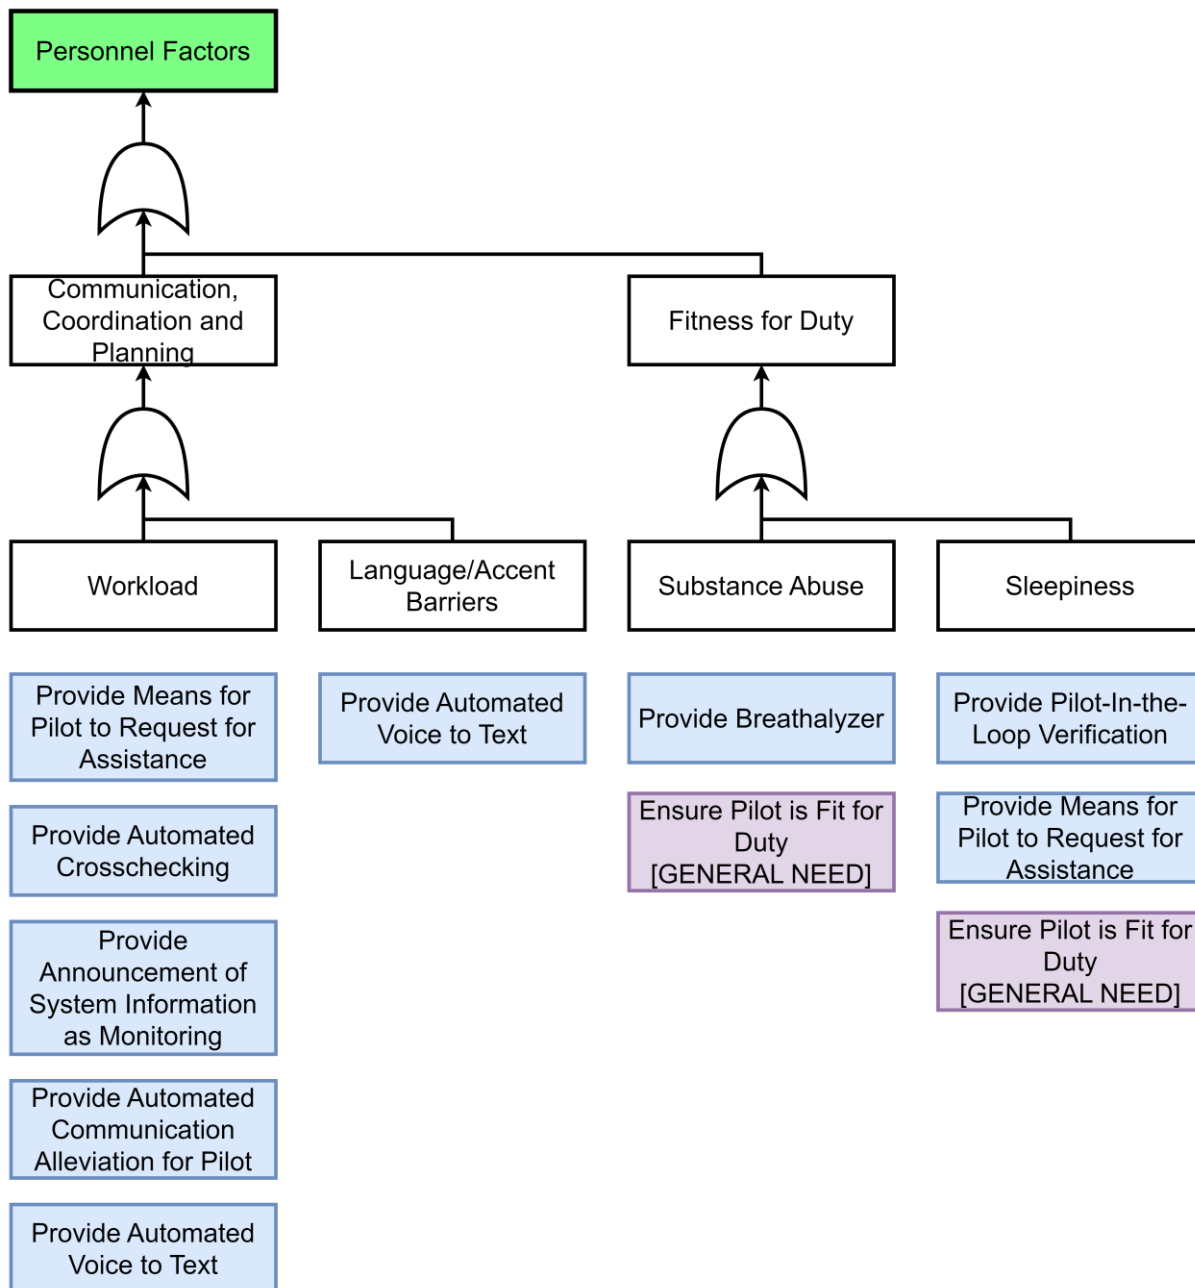 Personnel Factors
Communication,
Coordination and
Planning
Fitness for Duty
Workload
Language/Accent
Barriers
Substance Abuse
Sleepiness
Provide Means for
Pilot to Request for
Assistance
Provide Automated
Voice to Text
Provide Breathalyzer
Provide Pilot-In-the-
Loop Verification
Provide Automated
Crosschecking
Ensure Pilot is Fit for
Duty
[GENERAL NEED]
Provide Means for
Pilot to Request for
Assistance
Provide
Announcement of
System Information
as Monitoring
Ensure Pilot is Fit for
Duty
[GENERAL NEED]
Provide Automated
Communication
Alleviation for Pilot
Provide Automated
Voice to Text